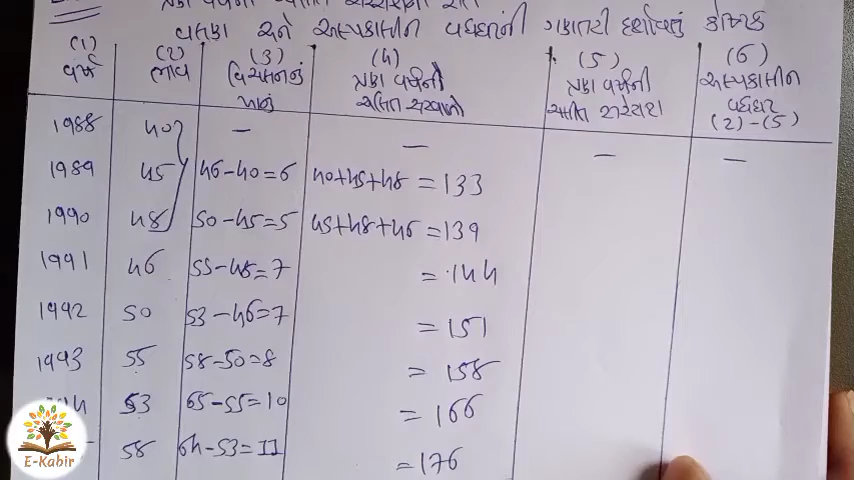 ત્રણ વર્ષની
વલણ અને અલ્પકાલીન વધઘટની ગણતરી દર્શાવતું કોષ્ટક
(1) (2) (3) (4) (5) (6)
વર્ષ ભાવ વિચલનનું ત્રણ વર્ષની ત્રણ વર્ષની અલ્પકાલીન
ચલિત સરવાળો ચલિત સરેરાશ વધઘટ
(2)-(5)
1988 40 — — — —
1989 45 46-40=6 40+45+48 =133
1990 48 50-45=5 45+48+46 =139
1991 46 55-48=7 =144
1992 50 53-46=7 =151
1993 55 58-50=8 =158
53 65-55=10 =166
58 64-53=11 =176
E-Kabir